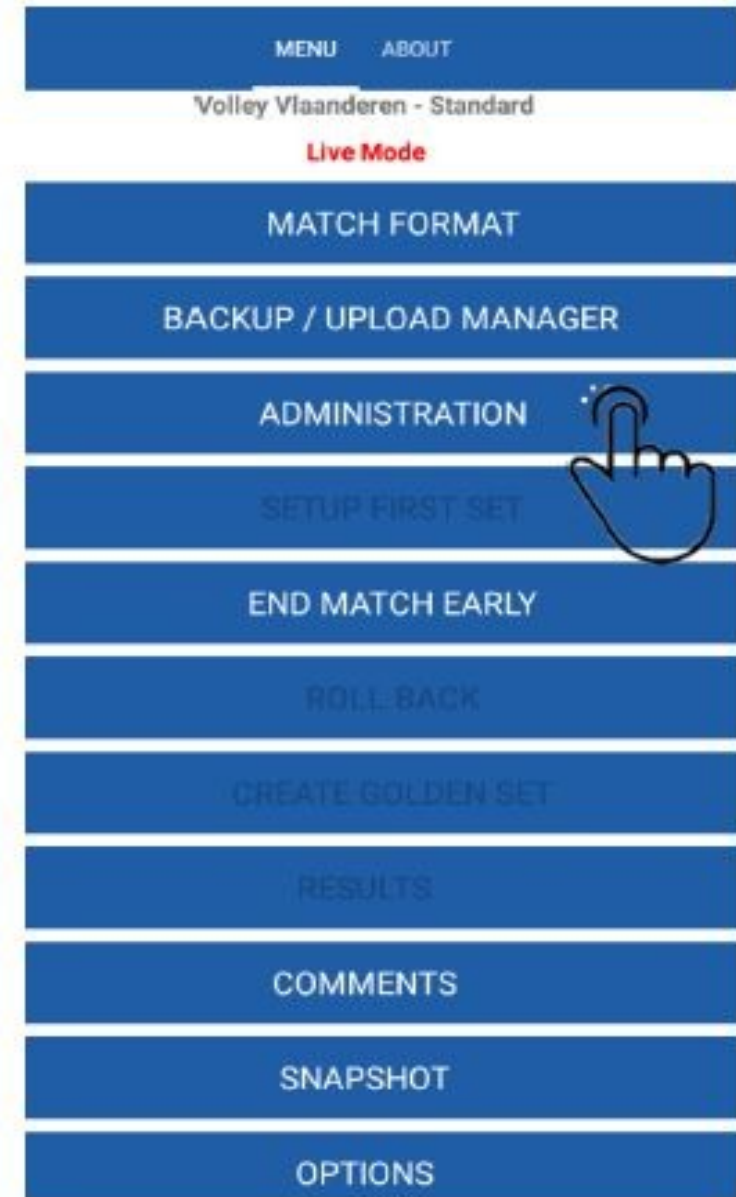 MENU ABOUT
'Volley Vlaanderen - Standard
Live Mode
MATCH FORMAT
BACKUP / UPLOAD MANAGER
ADMINISTRATION
SETUP FIRST SET
END MATCH EARLY
ROLL BACK
CREATE GOLDEN SET
RESULTS
COMMENTS
SNAPSHOT
OPTIONS